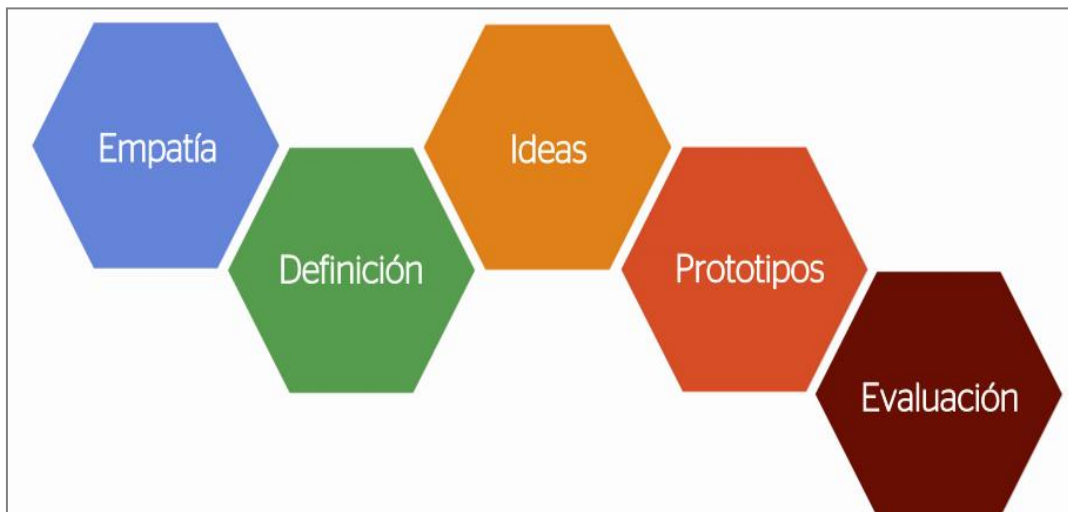 Empatía
Definición
Ideas
Prototipos
Evaluación